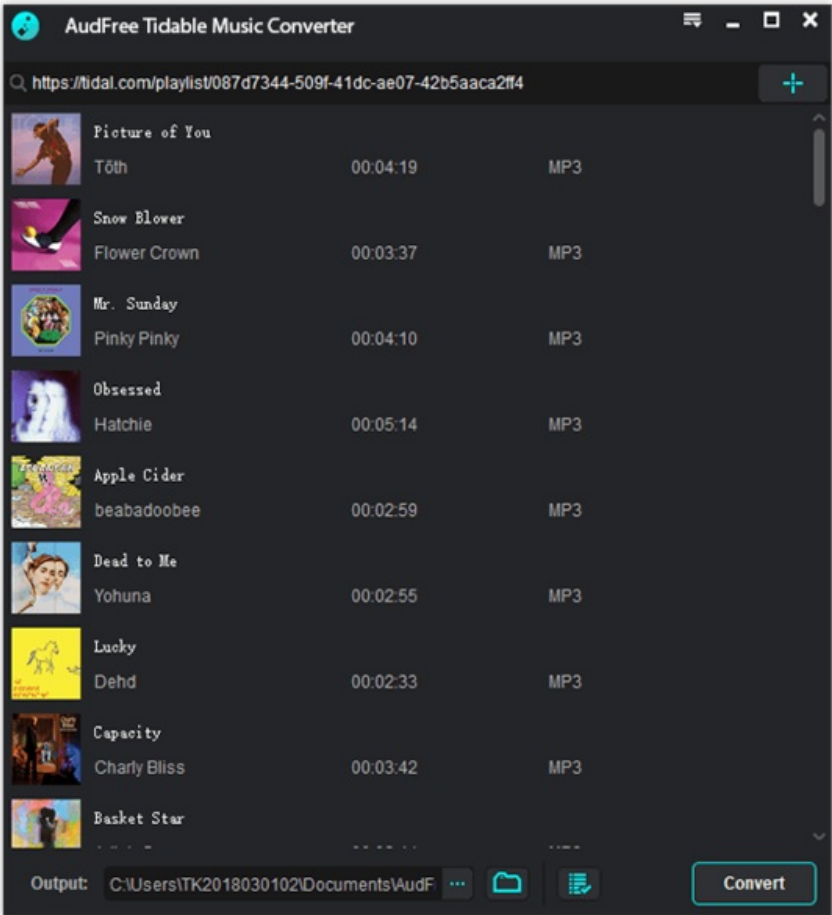 AudFree Tidable Music Converter
https://tidal.com/playlist/087d7344-509f-41dc-ae07-42b5aaca2ff4
Picture of You
Tōth 00:04:19 MP3
Snow Blower
Flower Crown 00:03:37 MP3
Mr. Sunday
Pinky Pinky 00:04:10 MP3
Obsessed
Hatchie 00:05:14 MP3
Apple Cider
beabadoobee 00:02:59 MP3
Dead to Me
Yohuna 00:02:55 MP3
Lucky
Dehd 00:02:33 MP3
Capacity
Charly Bliss 00:03:42 MP3
Basket Star
Output: C:\Users\TK2018030102\Documents\AudF ... Convert